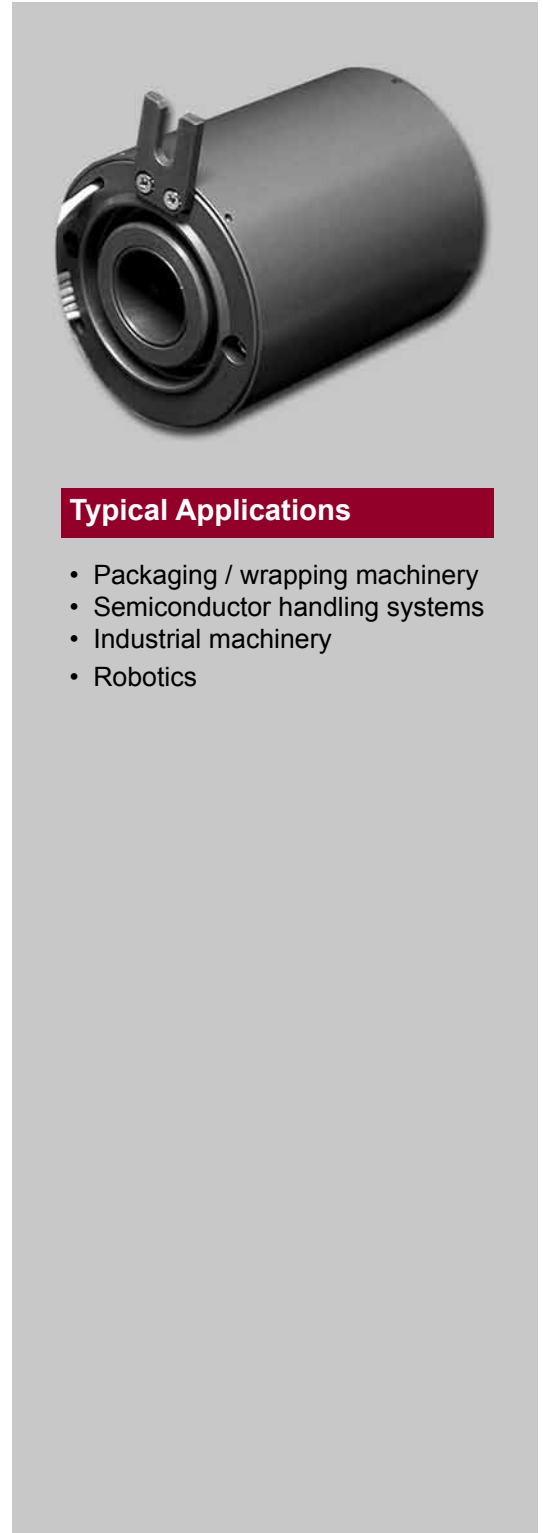 Typical Applications
• Packaging / wrapping machinery
• Semiconductor handling systems
• Industrial machinery
• Robotics